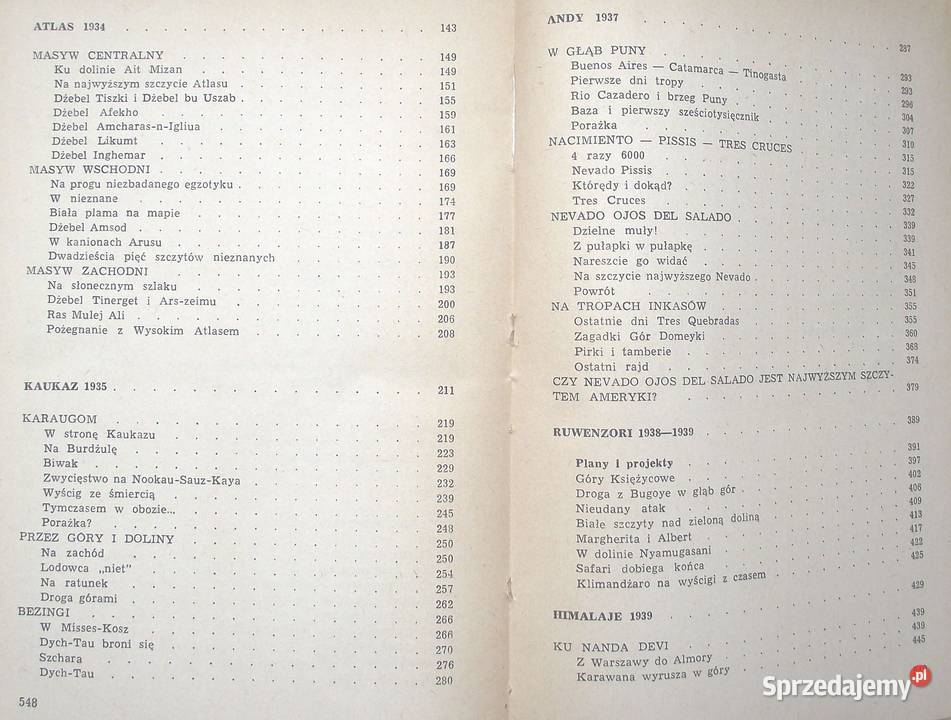 ATLAS 1934 . . . . . . . . . . 143
MASYW CENTRALNY . . . . . . . . . . 149
Ku dolinie Ait Mizan . . . . . . . . . . 149
Na najwyższym szczycie Atlasu . . . . . . . . 151
Dżebel Tiszki i Dżebel bu Uszab . . . . . . . . 155
Dżebel Afekho . . . . . . . . . . 159
Dżebel Amcharas-n-Igliua . . . . . . . . 161
Dżebel Likumt . . . . . . . . . . 163
Dżebel Inghemar . . . . . . . . . . 166
MASYW WSCHODNI . . . . . . . . . . 169
Na progu niezbadanego egzotyku . . . . . . . . 169
W nieznane . . . . . . . . . . 174
Biała plama na mapie . . . . . . . . 177
Dżebel Amsod . . . . . . . . . . 181
W kanionach Arusu . . . . . . . . 187
Dwadzieścia pięć szczytów nieznanych . . . . . . 190
MASYW ZACHODNI . . . . . . . . . . 193
Na słonecznym szlaku . . . . . . . . 193
Dżebel Tinerget i Ars-zeimu . . . . . . . . 200
Ras Mulej Ali . . . . . . . . . . 206
Pożegnanie z Wysokim Atlasem . . . . . . . . 208
KAUKAZ 1935 . . . . . . . . . . 211
KARAUGOM . . . . . . . . . . 219
W stronę Kaukazu . . . . . . . . . . 219
Na Burdżulę . . . . . . . . . . 223
Biwak . . . . . . . . . . 229
Zwycięstwo na Nookau-Sauz-Kaya . . . . . . . . 232
Wyścig ze śmiercią . . . . . . . . . . 239
Tymczasem w obozie... . . . . . . . . 245
Porażka? . . . . . . . . . . 248
PRZEZ GÓRY I DOLINY . . . . . . . . 250
Na zachód . . . . . . . . . . 250
Lodowca „niet” . . . . . . . . . . 254
Na ratunek . . . . . . . . . . 257
Droga górami . . . . . . . . . . 262
BEZINGI . . . . . . . . . . 266
W Misses-Kosz . . . . . . . . . . 266
Dych-Tau broni się . . . . . . . . 270
Szchara . . . . . . . . . . 276
Dych-Tau . . . . . . . . . . 280
548
ANDY 1937 . . . . . 287
W GŁĄB PUNY . . . . . . . . 293
Buenos Aires — Catamarca — Tinogasta 293
Pierwsze dni tropy . . . . . . . 296
Rio Cazadero i brzeg Puny . . . . . . 304
Baza i pierwszy sześciotysięcznik . . . . . 307
Porażka . . . . . . . . 310
NACIMIENTO — PISSIS — TRES CRUCES . . . . 315
4 razy 6000 . . . . . . . . 315
Nevado Pissis . . . . . . . . 322
Którędy i dokąd? . . . . . . . . 327
Tres Cruces . . . . . . . . 332
NEVADO OJOS DEL SALADO . . . . . . 339
Dzielne muły! . . . . . . . . 339
Z pułapki w pułapkę . . . . . . . 341
Nareszcie go widać . . . . . . . 345
Na szczycie najwyższego Nevado . . . . . . 348
Powrót . . . . . . . . 351
NA TROPACH INKASÓW . . . . . . . 355
Ostatnie dni Tres Quebradas . . . . . . 355
Zagadki Gór Domeyki . . . . . . . 360
Pirki i tamberie . . . . . . . . 363
Ostatni rajd . . . . . . . . 374
CZY NEVADO OJOS DEL SALADO JEST NAJWYŻSZYM SZCZY-
TEM AMERYKI? . . . . . . . . 379
RUWENZORI 1938—1939 . . . . . . . 389
Plany i projekty . . . . . . . . 391
Góry Księżycowe . . . . . . . . 397
Droga z Bugoye w głąb gór . . . . . . 402
Nieudany atak . . . . . . . . 406
Białe szczyty nad zieloną doliną . . . . . 409
Margherita i Albert . . . . . . . 413
W dolinie Nyamugasani . . . . . . . 417
Safari dobiega końca . . . . . . . 422
Klimandżaro na wyścigi z czasem . . . . . 425
HIMALAJE 1939 . . . . . . . . 429
KU NANDA DEVI . . . . . . . . 439
Z Warszawy do Almory . . . . . . . 439
Karawana wyrusza w góry . . . . . . . 445
Sprzedajemy.pl